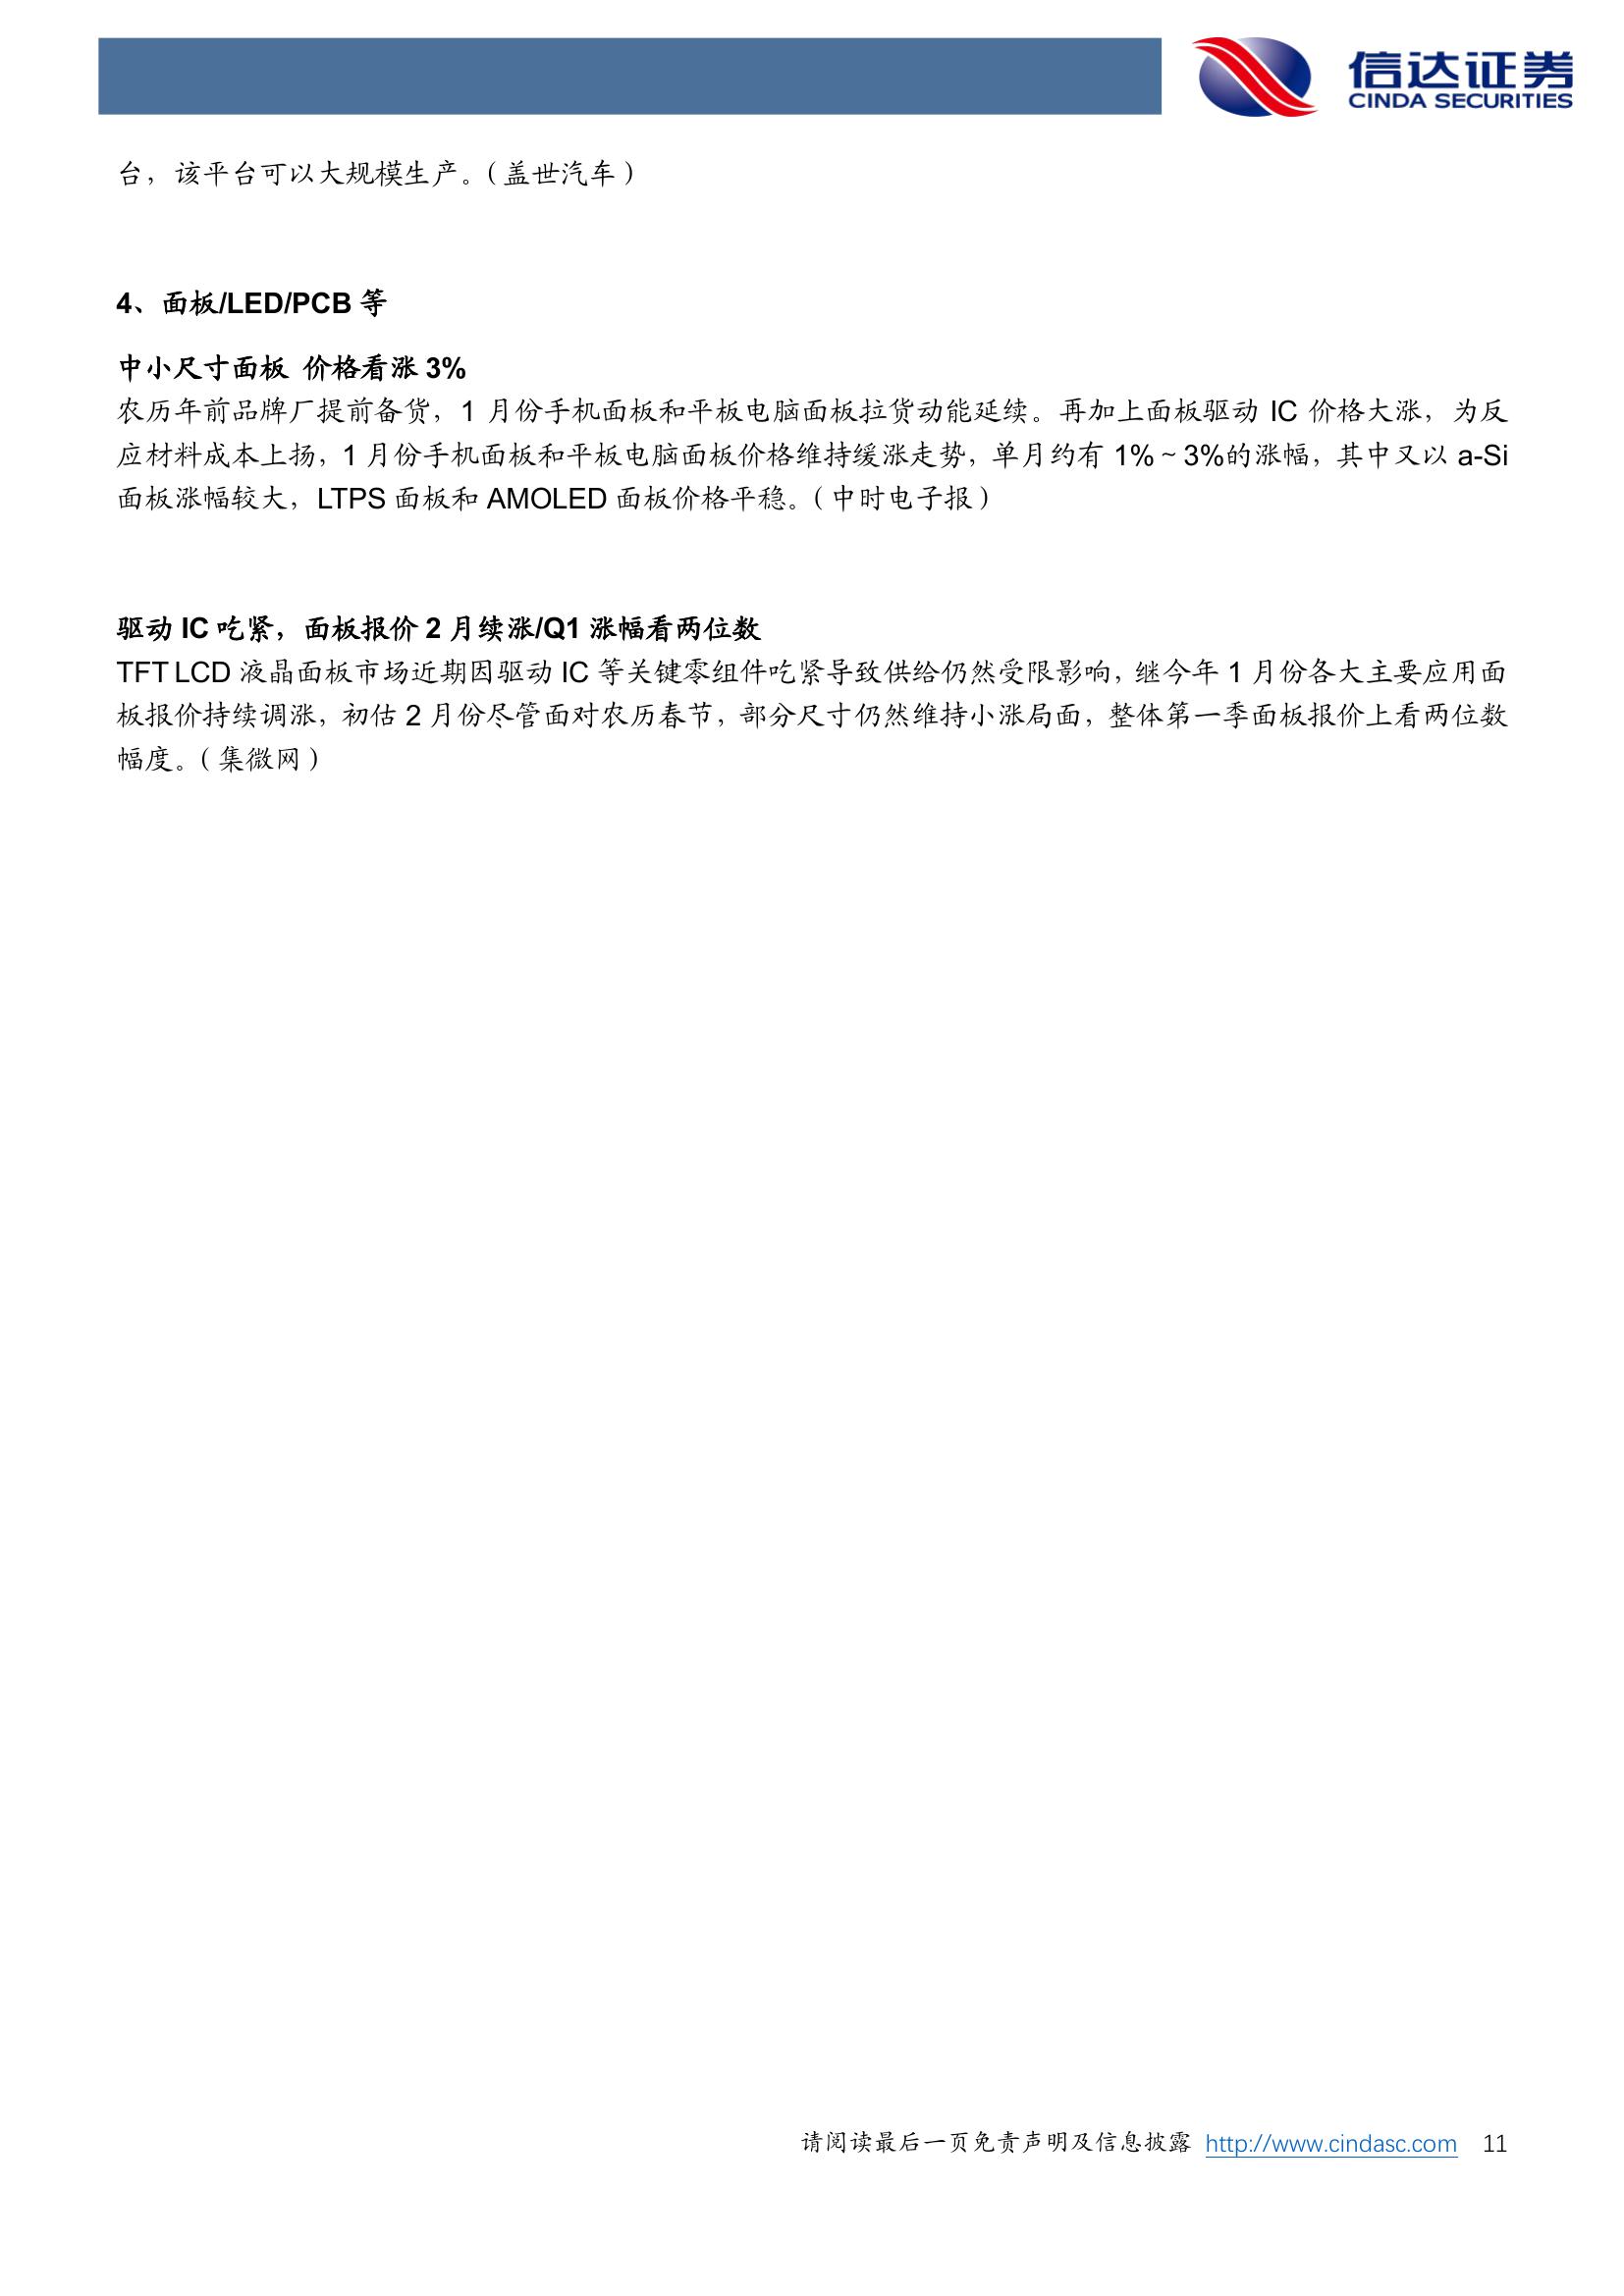 信达证券
CINDA SECURITIES
台，该平台可以大规模生产。（盖世汽车）
4、面板/LED/PCB 等
中小尺寸面板 价格看涨 3%
农历年前品牌厂提前备货，1 月份手机面板和平板电脑面板拉货动能延续。再加上面板驱动 IC 价格大涨，为反
应材料成本上扬，1 月份手机面板和平板电脑面板价格维持缓涨走势，单月约有 1%～3%的涨幅，其中又以 a-Si
面板涨幅较大，LTPS 面板和 AMOLED 面板价格平稳。（中时电子报）
驱动 IC 吃紧，面板报价 2 月续涨/Q1 涨幅看两位数
TFT LCD 液晶面板市场近期因驱动 IC 等关键零组件吃紧导致供给仍然受限影响，继今年 1 月份各大主要应用面
板报价持续调涨，初估 2 月份尽管面对农历春节，部分尺寸仍然维持小涨局面，整体第一季面板报价上看两位数
幅度。（集微网）
请阅读最后一页免责声明及信息披露 http://www.cindasc.com 11